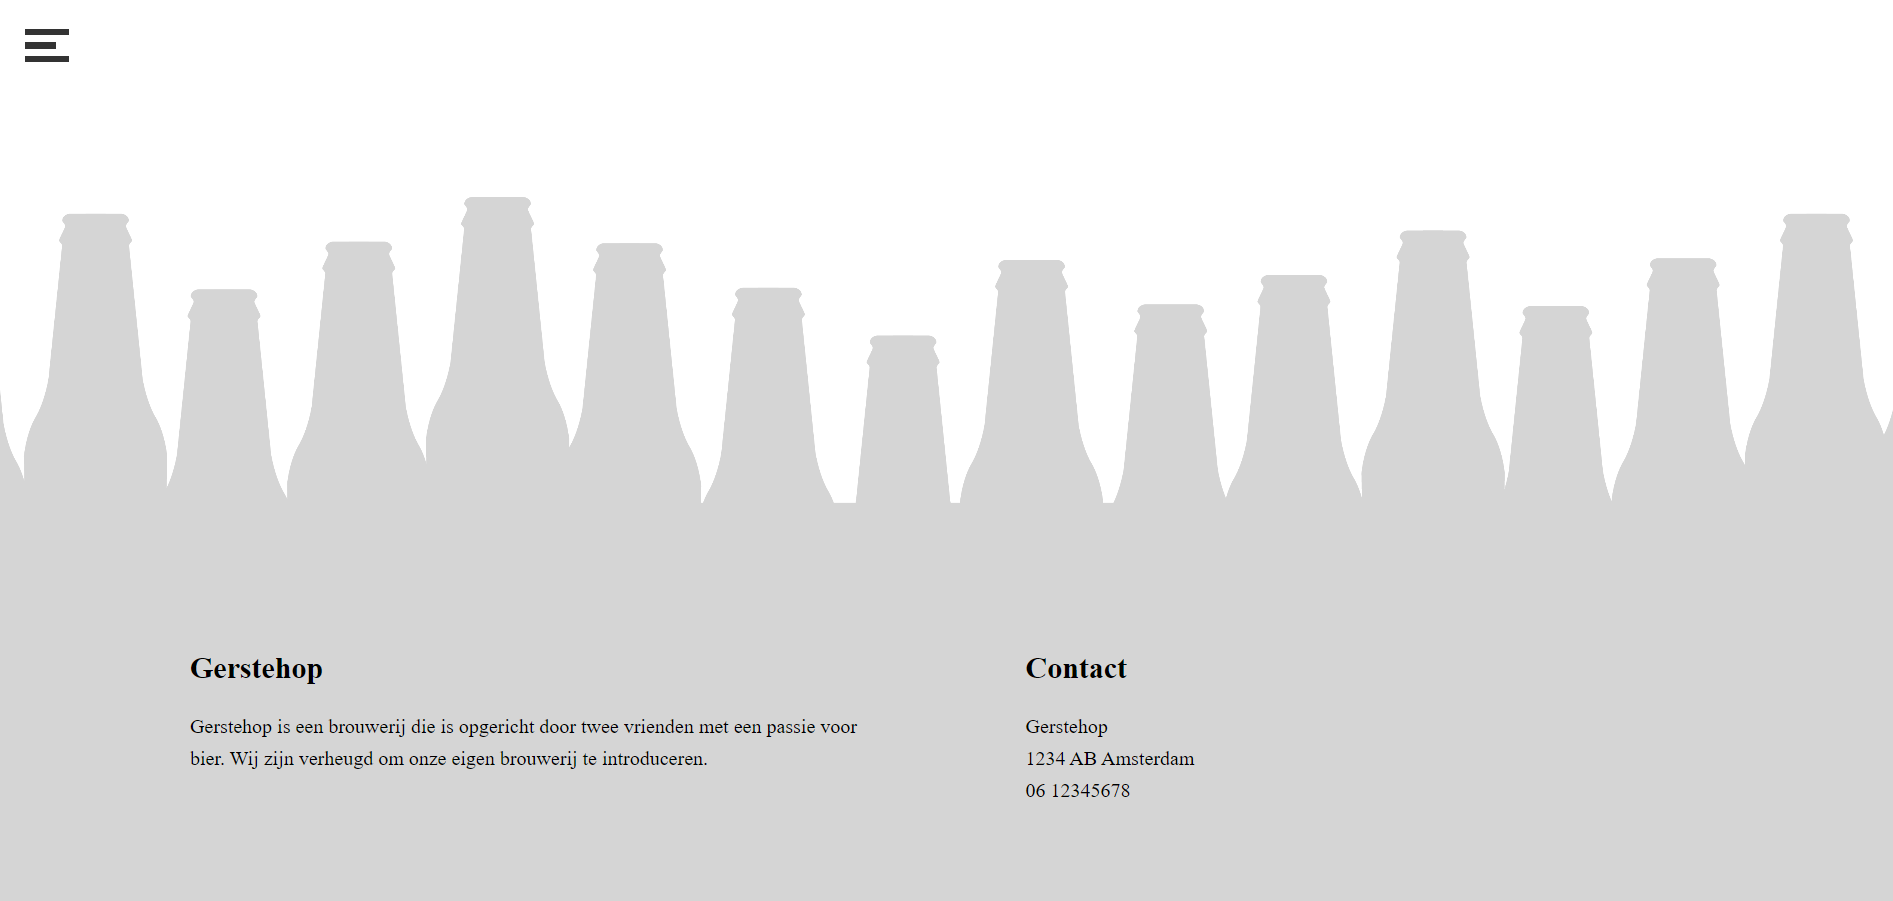 Gerstehop
Gerstehop is een brouwerij die is opgericht door twee vrienden met een passie voor
bier. Wij zijn verheugd om onze eigen brouwerij te introduceren.
Contact
Gerstehop
1234 AB Amsterdam
06 12345678